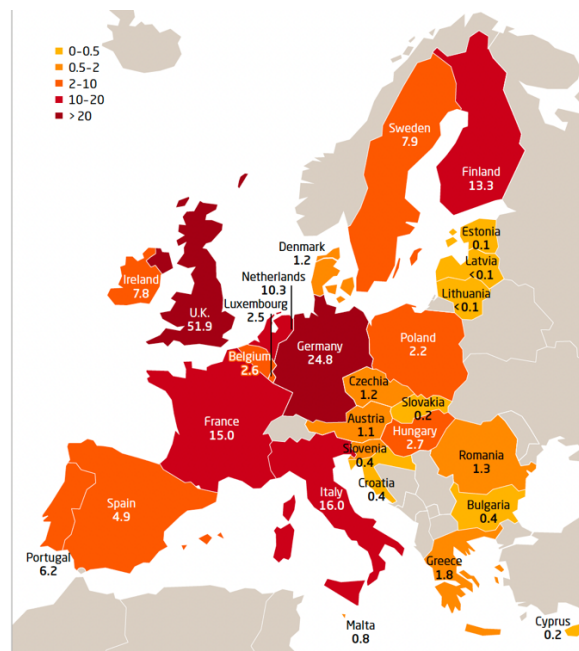 0–0.5
0.5–2
2–10
10–20
>20
Sweden
7.9
Finland
13.3
Estonia
0.1
Latvia
<0.1
Lithuania
<0.1
Denmark
1.2
Netherlands
10.3
Luxembourg
2.5
Ireland
7.8
U.K.
51.9
Belgium
2.6
Germany
24.8
Poland
2.2
Czechia
1.2
Slovakia
0.2
Austria
1.1
Hungary
2.7
France
15.0
Slovenia
0.4
Croatia
0.4
Romania
1.3
Italy
16.0
Bulgaria
0.4
Spain
4.9
Portugal
6.2
Greece
1.8
Malta
0.8
Cyprus
0.2